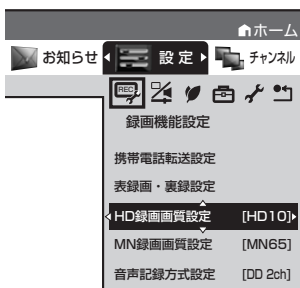 ホーム
お知らせ 設定 チャンネル
REC
録画機能設定
携帯電話転送設定
表録画・裏録設定
HD録画画質設定 [HD10]
MN録画画質設定 [MN65]
音声記録方式設定 [DD 2ch]